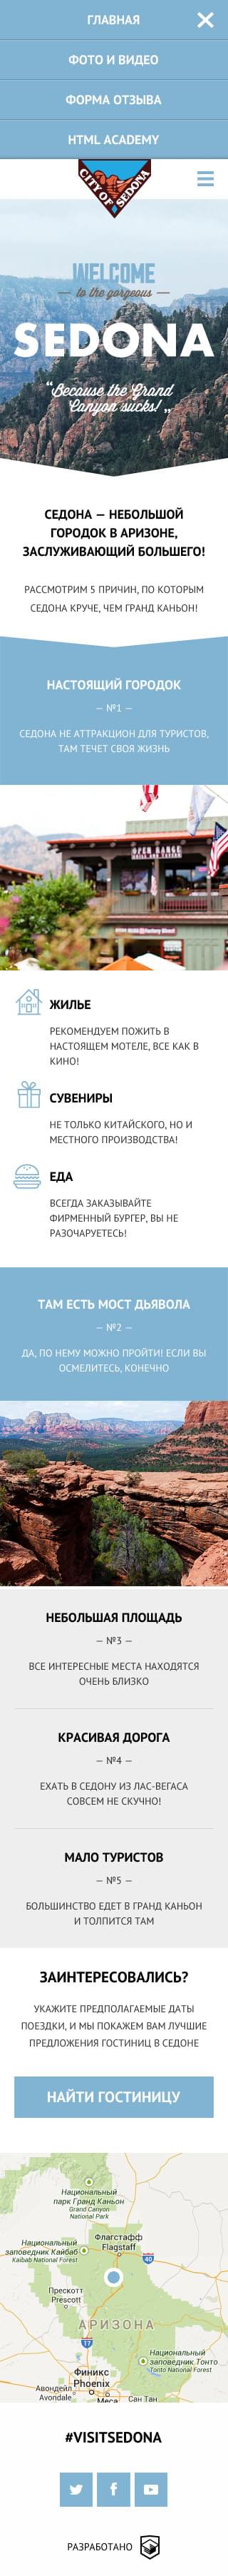 ГЛАВНАЯ
ФОТО И ВИДЕО
ФОРМА ОТЗЫВА
HTML ACADEMY
CITY OF SEDONA
WELCOME
— to the gorgeous —
SEDONA
“Because the Grand
Canyon sucks!„
СЕДОНА — НЕБОЛЬШОЙ
ГОРОДОК В АРИЗОНЕ,
ЗАСЛУЖИВАЮЩИЙ БОЛЬШЕГО!
РАССМОТРИМ 5 ПРИЧИН, ПО КОТОРЫМ
СЕДОНА КРУЧЕ, ЧЕМ ГРАНД КАНЬОН!
НАСТОЯЩИЙ ГОРОДОК
— №1 —
СЕДОНА НЕ АТТРАКЦИОН ДЛЯ ТУРИСТОВ,
ТАМ ТЕЧЕТ СВОЯ ЖИЗНЬ
ЖИЛЬЕ
РЕКОМЕНДУЕМ ПОЖИТЬ В
НАСТОЯЩЕМ МОТЕЛЕ, ВСЕ КАК В
КИНО!
СУВЕНИРЫ
НЕ ТОЛЬКО КИТАЙСКОГО, НО И
МЕСТНОГО ПРОИЗВОДСТВА!
ЕДА
ВСЕГДА ЗАКАЗЫВАЙТЕ
ФИРМЕННЫЙ БУРГЕР, ВЫ НЕ
РАЗОЧАРУЕТЕСЬ!
ТАМ ЕСТЬ МОСТ ДЬЯВОЛА
— №2 —
ДА, ПО НЕМУ МОЖНО ПРОЙТИ! ЕСЛИ ВЫ
ОСМЕЛИТЕСЬ, КОНЕЧНО
НЕБОЛЬШАЯ ПЛОЩАДЬ
— №3 —
ВСЕ ИНТЕРЕСНЫЕ МЕСТА НАХОДЯТСЯ
ОЧЕНЬ БЛИЗКО
КРАСИВАЯ ДОРОГА
— №4 —
ЕХАТЬ В СЕДОНУ ИЗ ЛАС-ВЕГАСА
СОВСЕМ НЕ СКУЧНО!
МАЛО ТУРИСТОВ
— №5 —
БОЛЬШИНСТВО ЕДЕТ В ГРАНД КАНЬОН
И ТОЛПИТСЯ ТАМ
ЗАИНТЕРЕСОВАЛИСЬ?
УКАЖИТЕ ПРЕДПОЛАГАЕМЫЕ ДАТЫ
ПОЕЗДКИ, И МЫ ПОКАЖЕМ ВАМ ЛУЧШИЕ
ПРЕДЛОЖЕНИЯ ГОСТИНИЦ В СЕДОНЕ
НАЙТИ ГОСТИНИЦУ
Национальный
парк Гранд Каньон
Grand Canyon
National Park
Флагстафф
Flagstaff
Национальный
заповедник Кайбаб
Kaibab National Forest
40
Прескотт
Prescott
АРИЗОНА
17
Национальный
заповедник Тонто
Tonto National Forest
Финикс
Phoenix
Авондейл
Avondale
Меса
Сан Тан
#VISITSEDONA
РАЗРАБОТАНО